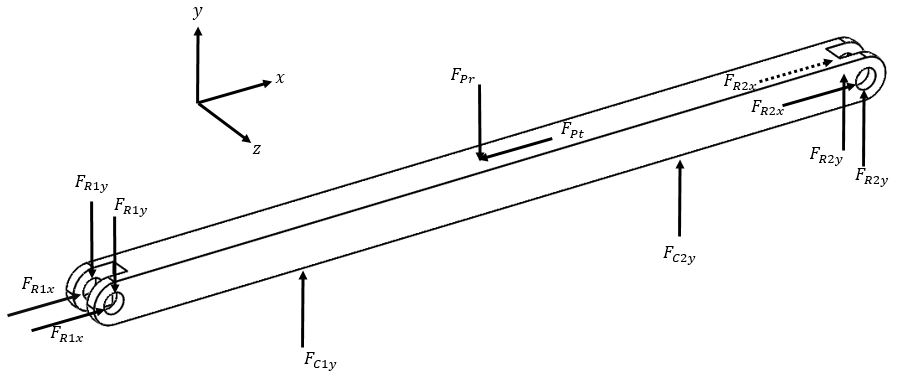 y
x
z
F_{Pr}
F_{Pt}
F_{R2x}
F_{R2x}
F_{R2y}
F_{R2y}
F_{R1y}
F_{R1y}
F_{C2y}
F_{R1x}
F_{R1x}
F_{C1y}